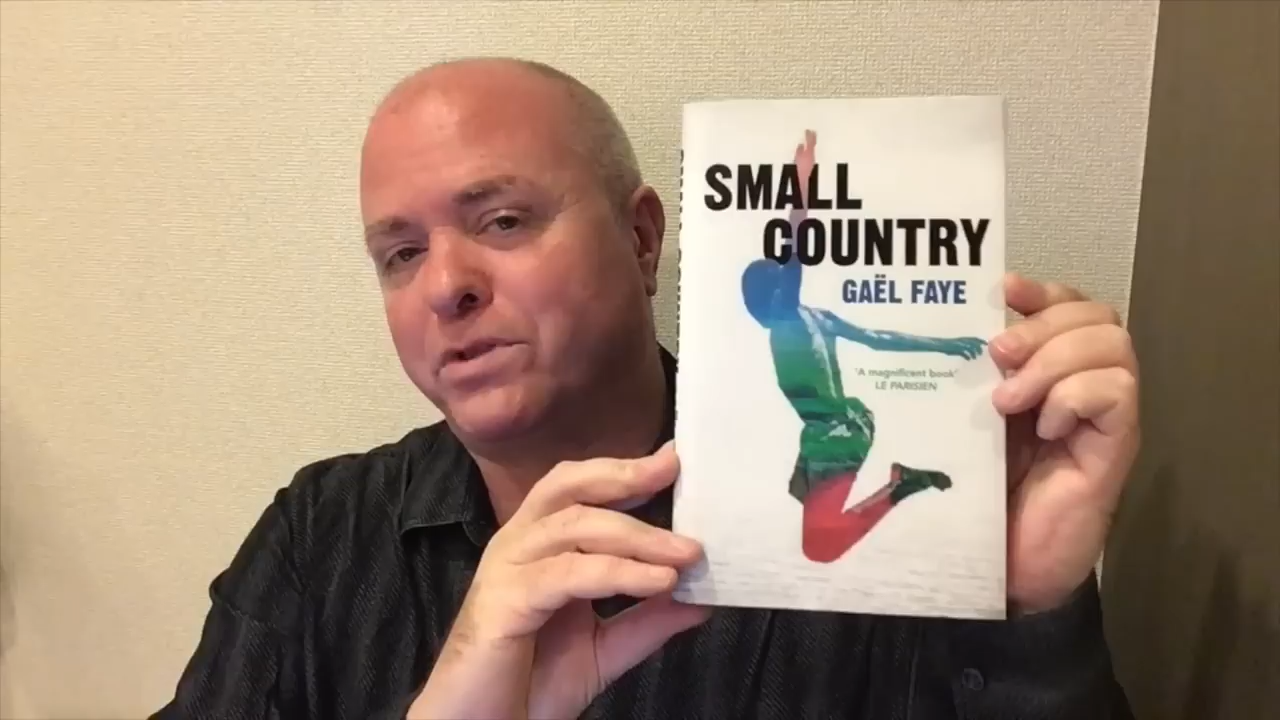 SMALL
COUNTRY
GAËL FAYE
'A magnificent book'
LE PARISIEN